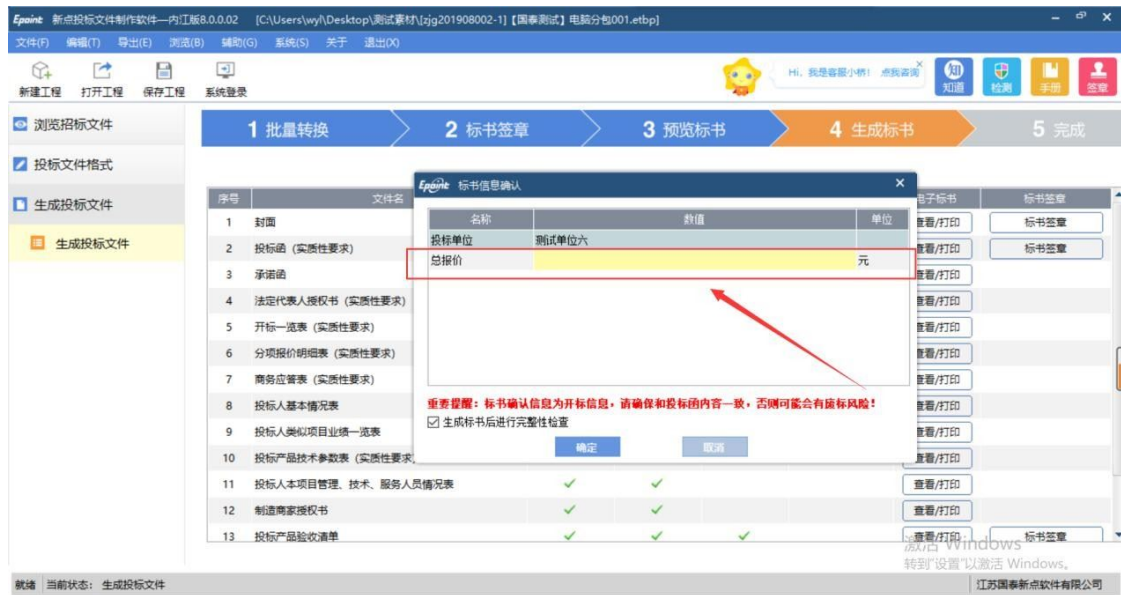 Epoint 新点投标文件制作软件—内江版8.0.0.02 [C:\Users\wyl\Desktop\测试素材\[zjg201908002-1]【国泰测试】电脑分包001.etbp]
文件(F) 编辑(T) 导出(E) 浏览(B) 辅助(G) 系统(S) 关于 退出(X)
新建工程 打开工程 保存工程 系统登录
Hi，我是客服小桥！点我咨询
知 知道 检测 手册 签章
浏览招标文件
投标文件格式
生成投标文件
生成投标文件
1 批量转换 2 标书签章 3 预览标书 4 生成标书 5 完成
序号 文件名 电子标书 标书签章
1 封面 查看/打印 标书签章
2 投标函（实质性要求） 查看/打印 标书签章
3 承诺函 查看/打印
4 法定代表人授权书（实质性要求） 查看/打印
5 开标一览表（实质性要求） 查看/打印
6 分项报价明细表（实质性要求） 查看/打印
7 商务应答表（实质性要求） 查看/打印
8 投标人基本情况表 查看/打印
9 投标人类似项目业绩一览表 查看/打印
10 投标产品技术参数表（实质性要求 查看/打印
11 投标人本项目管理、技术、服务人员情况表 查看/打印
12 制造商家授权书 查看/打印
13 投标产品验收清单 查看/打印 标书签章
Epoint 标书信息确认
名称 数值 单位
投标单位 测试单位六
总报价 元
重要提醒：标书确认信息为开标信息，请确保和投标函内容一致，否则可能会有废标风险！
生成标书后进行完整性检查
确定 取消
激活 Windows
转到"设置"以激活 Windows。
就绪 当前状态：生成投标文件 江苏国泰新点软件有限公司